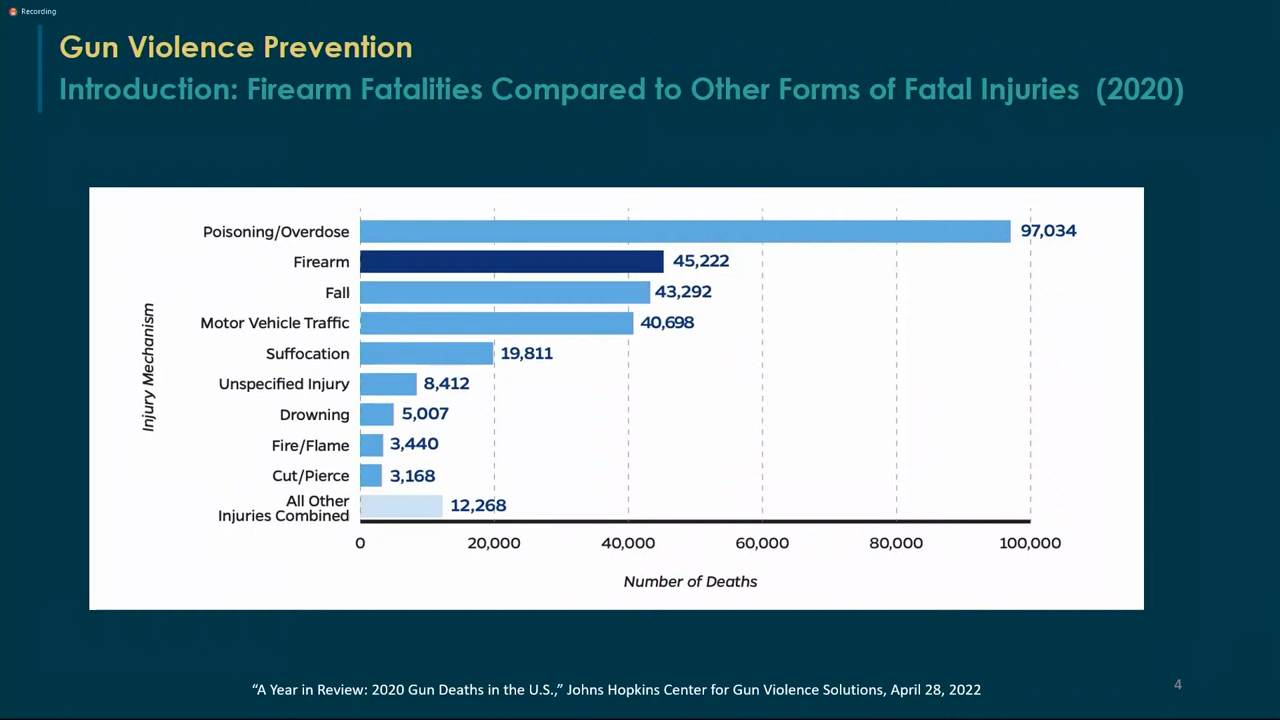 Recording
Gun Violence Prevention
Introduction: Firearm Fatalities Compared to Other Forms of Fatal Injuries (2020)
Injury Mechanism
Poisoning/Overdose 97,034
Firearm 45,222
Fall 43,292
Motor Vehicle Traffic 40,698
Suffocation 19,811
Unspecified Injury 8,412
Drowning 5,007
Fire/Flame 3,440
Cut/Pierce 3,168
All Other
Injuries Combined 12,268
0 20,000 40,000 60,000 80,000 100,000
Number of Deaths
“A Year in Review: 2020 Gun Deaths in the U.S.,” Johns Hopkins Center for Gun Violence Solutions, April 28, 2022
4